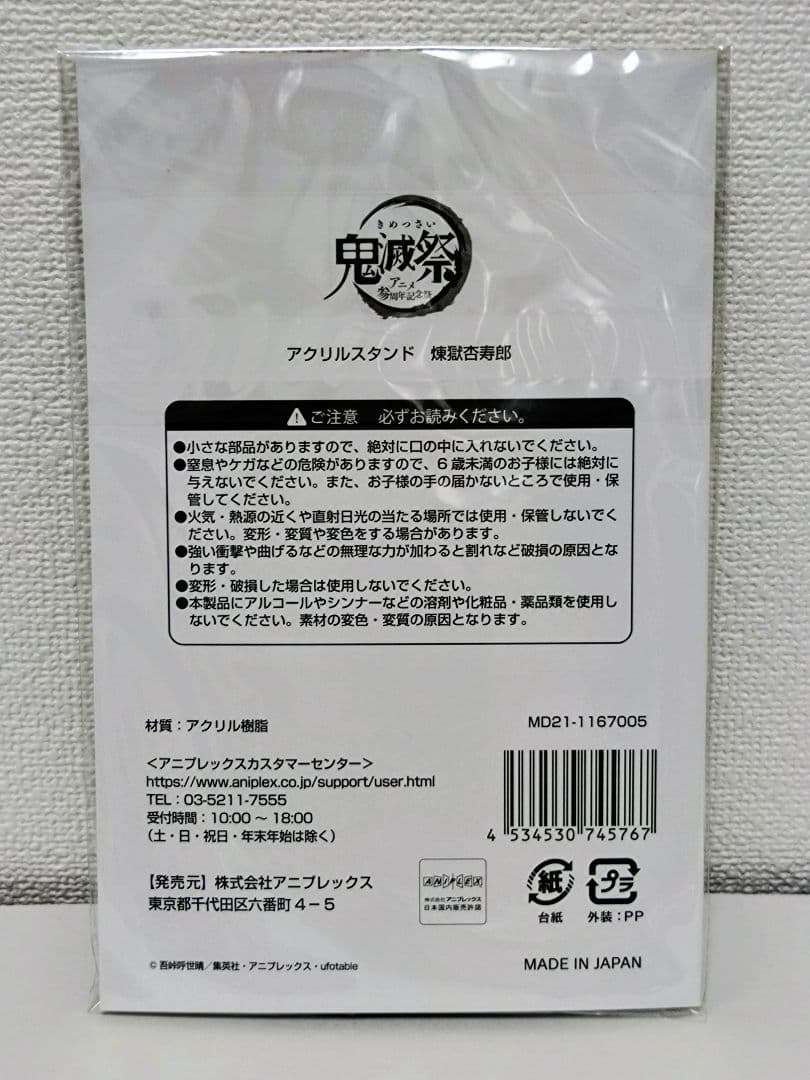 きめつさい
鬼滅祭
アニメ
参周年記念祭
アクリルスタンド 煉獄杏寿郎
ご注意 必ずお読みください。
●小さな部品がありますので、絶対に口の中に入れないでください。
●窒息やケガなどの危険がありますので、6歳未満のお子様には絶対に
与えないでください。また、お子様の手の届かないところで使用・保
管してください。
●火気・熱源の近くや直射日光の当たる場所では使用・保管しないでく
ださい。変形・変質や変色をする場合があります。
●強い衝撃や曲げるなどの無理な力が加わると割れなど破損の原因とな
ります。
●変形・破損した場合は使用しないでください。
●本製品にアルコールやシンナーなどの溶剤や化粧品・薬品類を使用し
ないでください。素材の変色・変質の原因となります。
材質：アクリル樹脂
MD21-1167005
＜アニプレックスカスタマーセンター＞
https://www.aniplex.co.jp/support/user.html
TEL：03-5211-7555
受付時間：10:00 ～ 18:00
（土・日・祝日・年末年始は除く）
4 534530 745767
【発売元】株式会社アニプレックス
東京都千代田区六番町4－5
ANIPLEX
株式会社アニプレックス
日本国内販売許諾
紙
台紙
プラ
外装：PP
© 吾峠呼世晴／集英社・アニプレックス・ufotable
MADE IN JAPAN